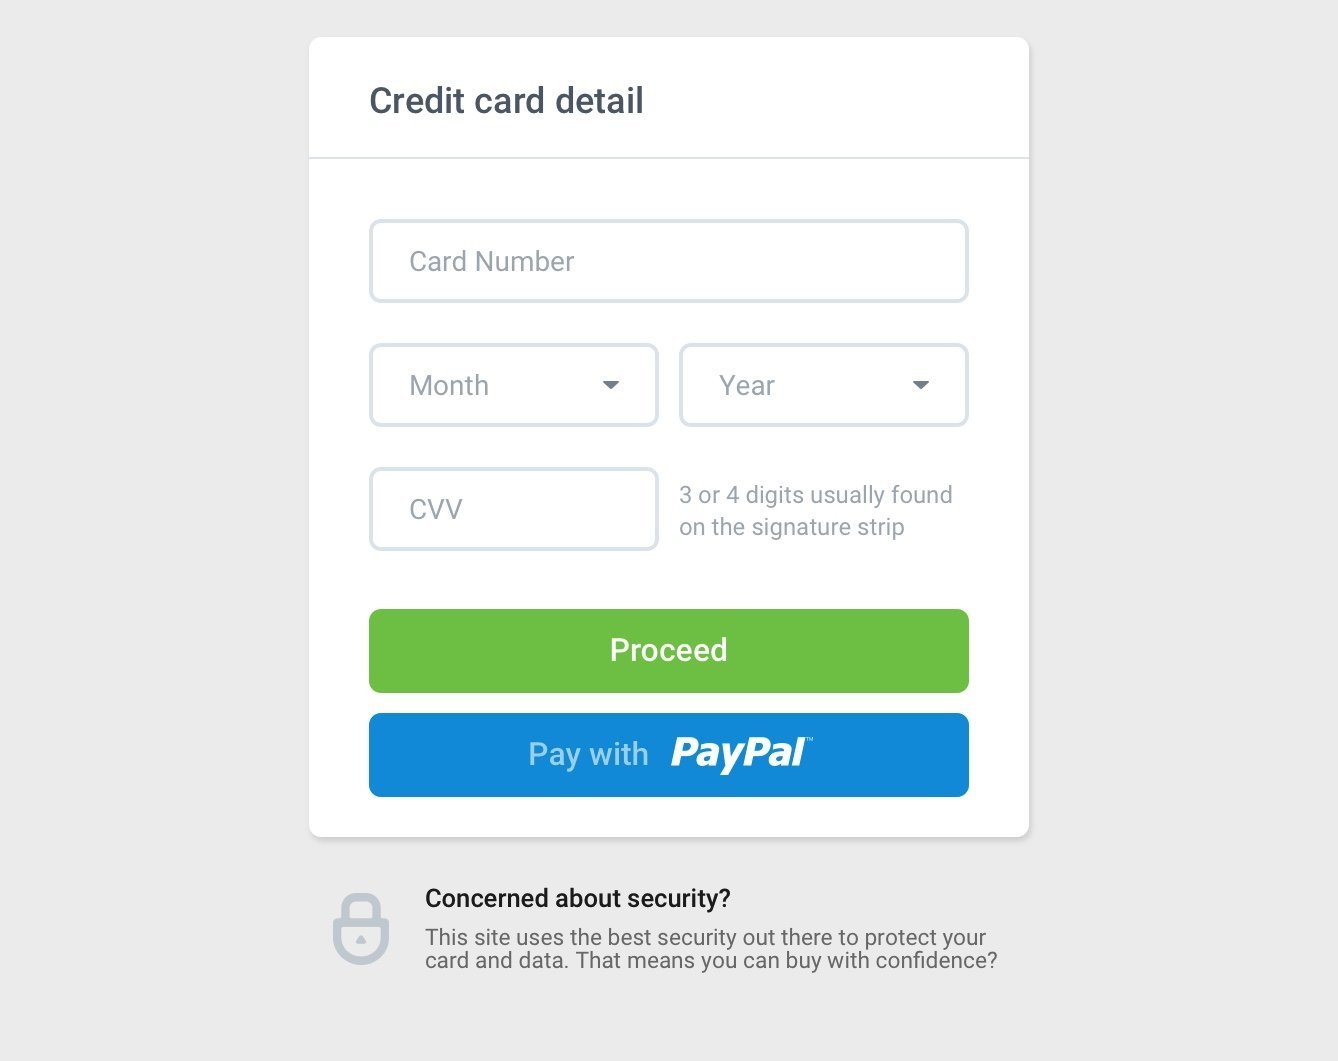 Credit card detail
Card Number
Month
Year
CVV
3 or 4 digits usually found
on the signature strip
Proceed
Pay with PayPal™
Concerned about security?
This site uses the best security out there to protect your
card and data. That means you can buy with confidence?